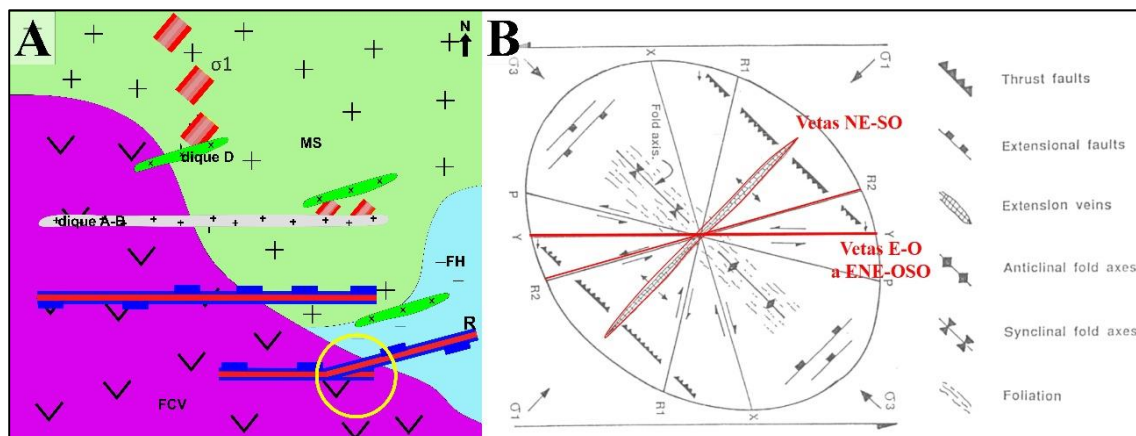 A
N
σ1
MS
dique D
dique A-B
FH
R
FCV
B
σ3
X
R1
σ1
Vetas NE-SO
Fold axis.
R2
P
Y
Vetas E-O
a ENE-OSO
Y
P
R2
σ1
R1
X
σ3
Thrust faults
Extensional faults
Extension veins
Anticlinal fold axes
Synclinal fold axes
Foliation